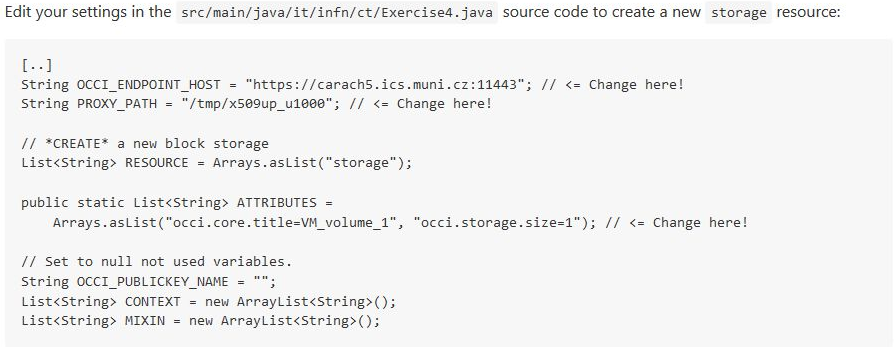 Edit your settings in the src/main/java/it/infn/ct/Exercise4.java source code to create a new storage resource:
[..]
String OCCI_ENDPOINT_HOST = "https://carach5.ics.muni.cz:11443"; // <= Change here!
String PROXY_PATH = "/tmp/x509up_u1000"; // <= Change here!
// *CREATE* a new block storage
List<String> RESOURCE = Arrays.asList("storage");
public static List<String> ATTRIBUTES =
Arrays.asList("occi.core.title=VM_volume_1", "occi.storage.size=1"); // <= Change here!
// Set to null not used variables.
String OCCI_PUBLICKEY_NAME = "";
List<String> CONTEXT = new ArrayList<String>();
List<String> MIXIN = new ArrayList<String>();